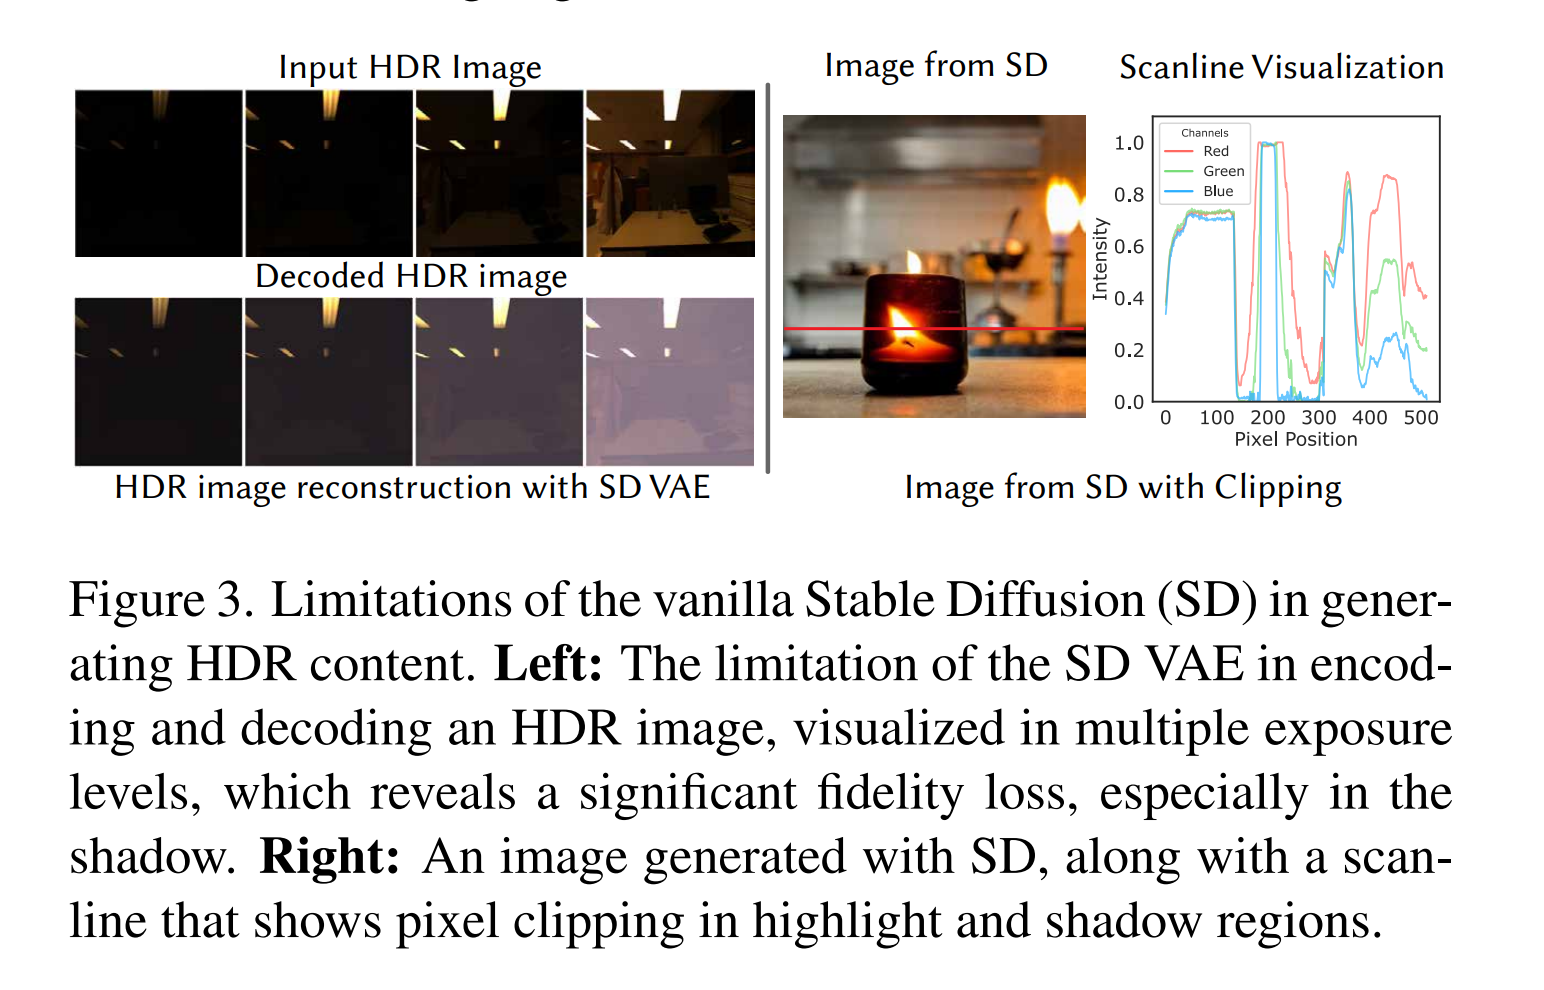 Input HDR Image
Decoded HDR image
HDR image reconstruction with SD VAE
Image from SD
Scanline Visualization
Channels
Red
Green
Blue
Intensity
1.0
0.8
0.6
0.4
0.2
0.0
0 100 200 300 400 500
Pixel Position
Image from SD with Clipping
Figure 3. Limitations of the vanilla Stable Diffusion (SD) in gener-
ating HDR content. Left: The limitation of the SD VAE in encod-
ing and decoding an HDR image, visualized in multiple exposure
levels, which reveals a significant fidelity loss, especially in the
shadow. Right: An image generated with SD, along with a scan-
line that shows pixel clipping in highlight and shadow regions.